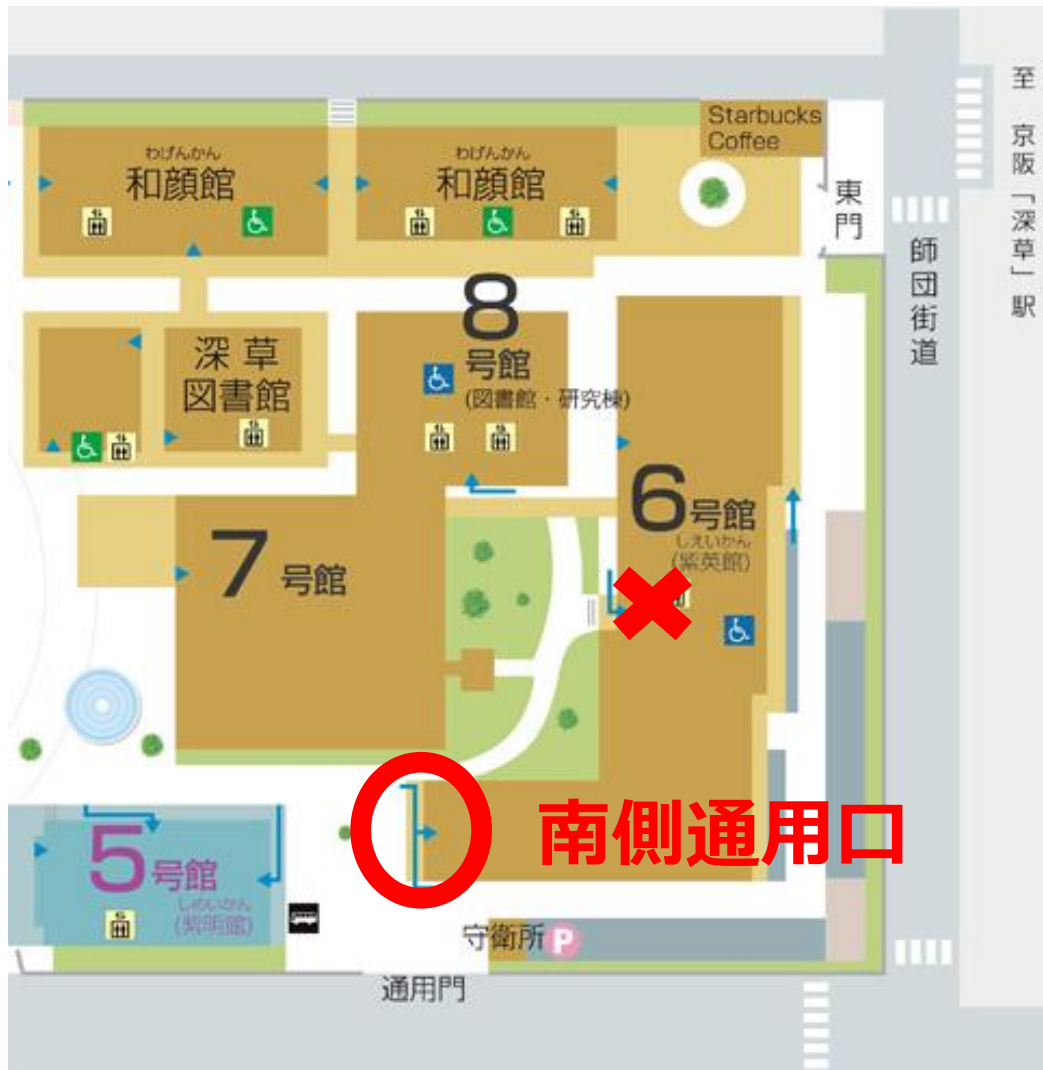 Starbucks
Coffee
至 京阪「深草」駅
わげんかん
和顔館
わげんかん
和顔館
東門
師団街道
深草
図書館
8
号館
(図書館・研究棟)
6号館
しえいかん
(紫英館)
7号館
南側通用口
5号館
しめいかん
(紫明館)
守衛所 P
通用門